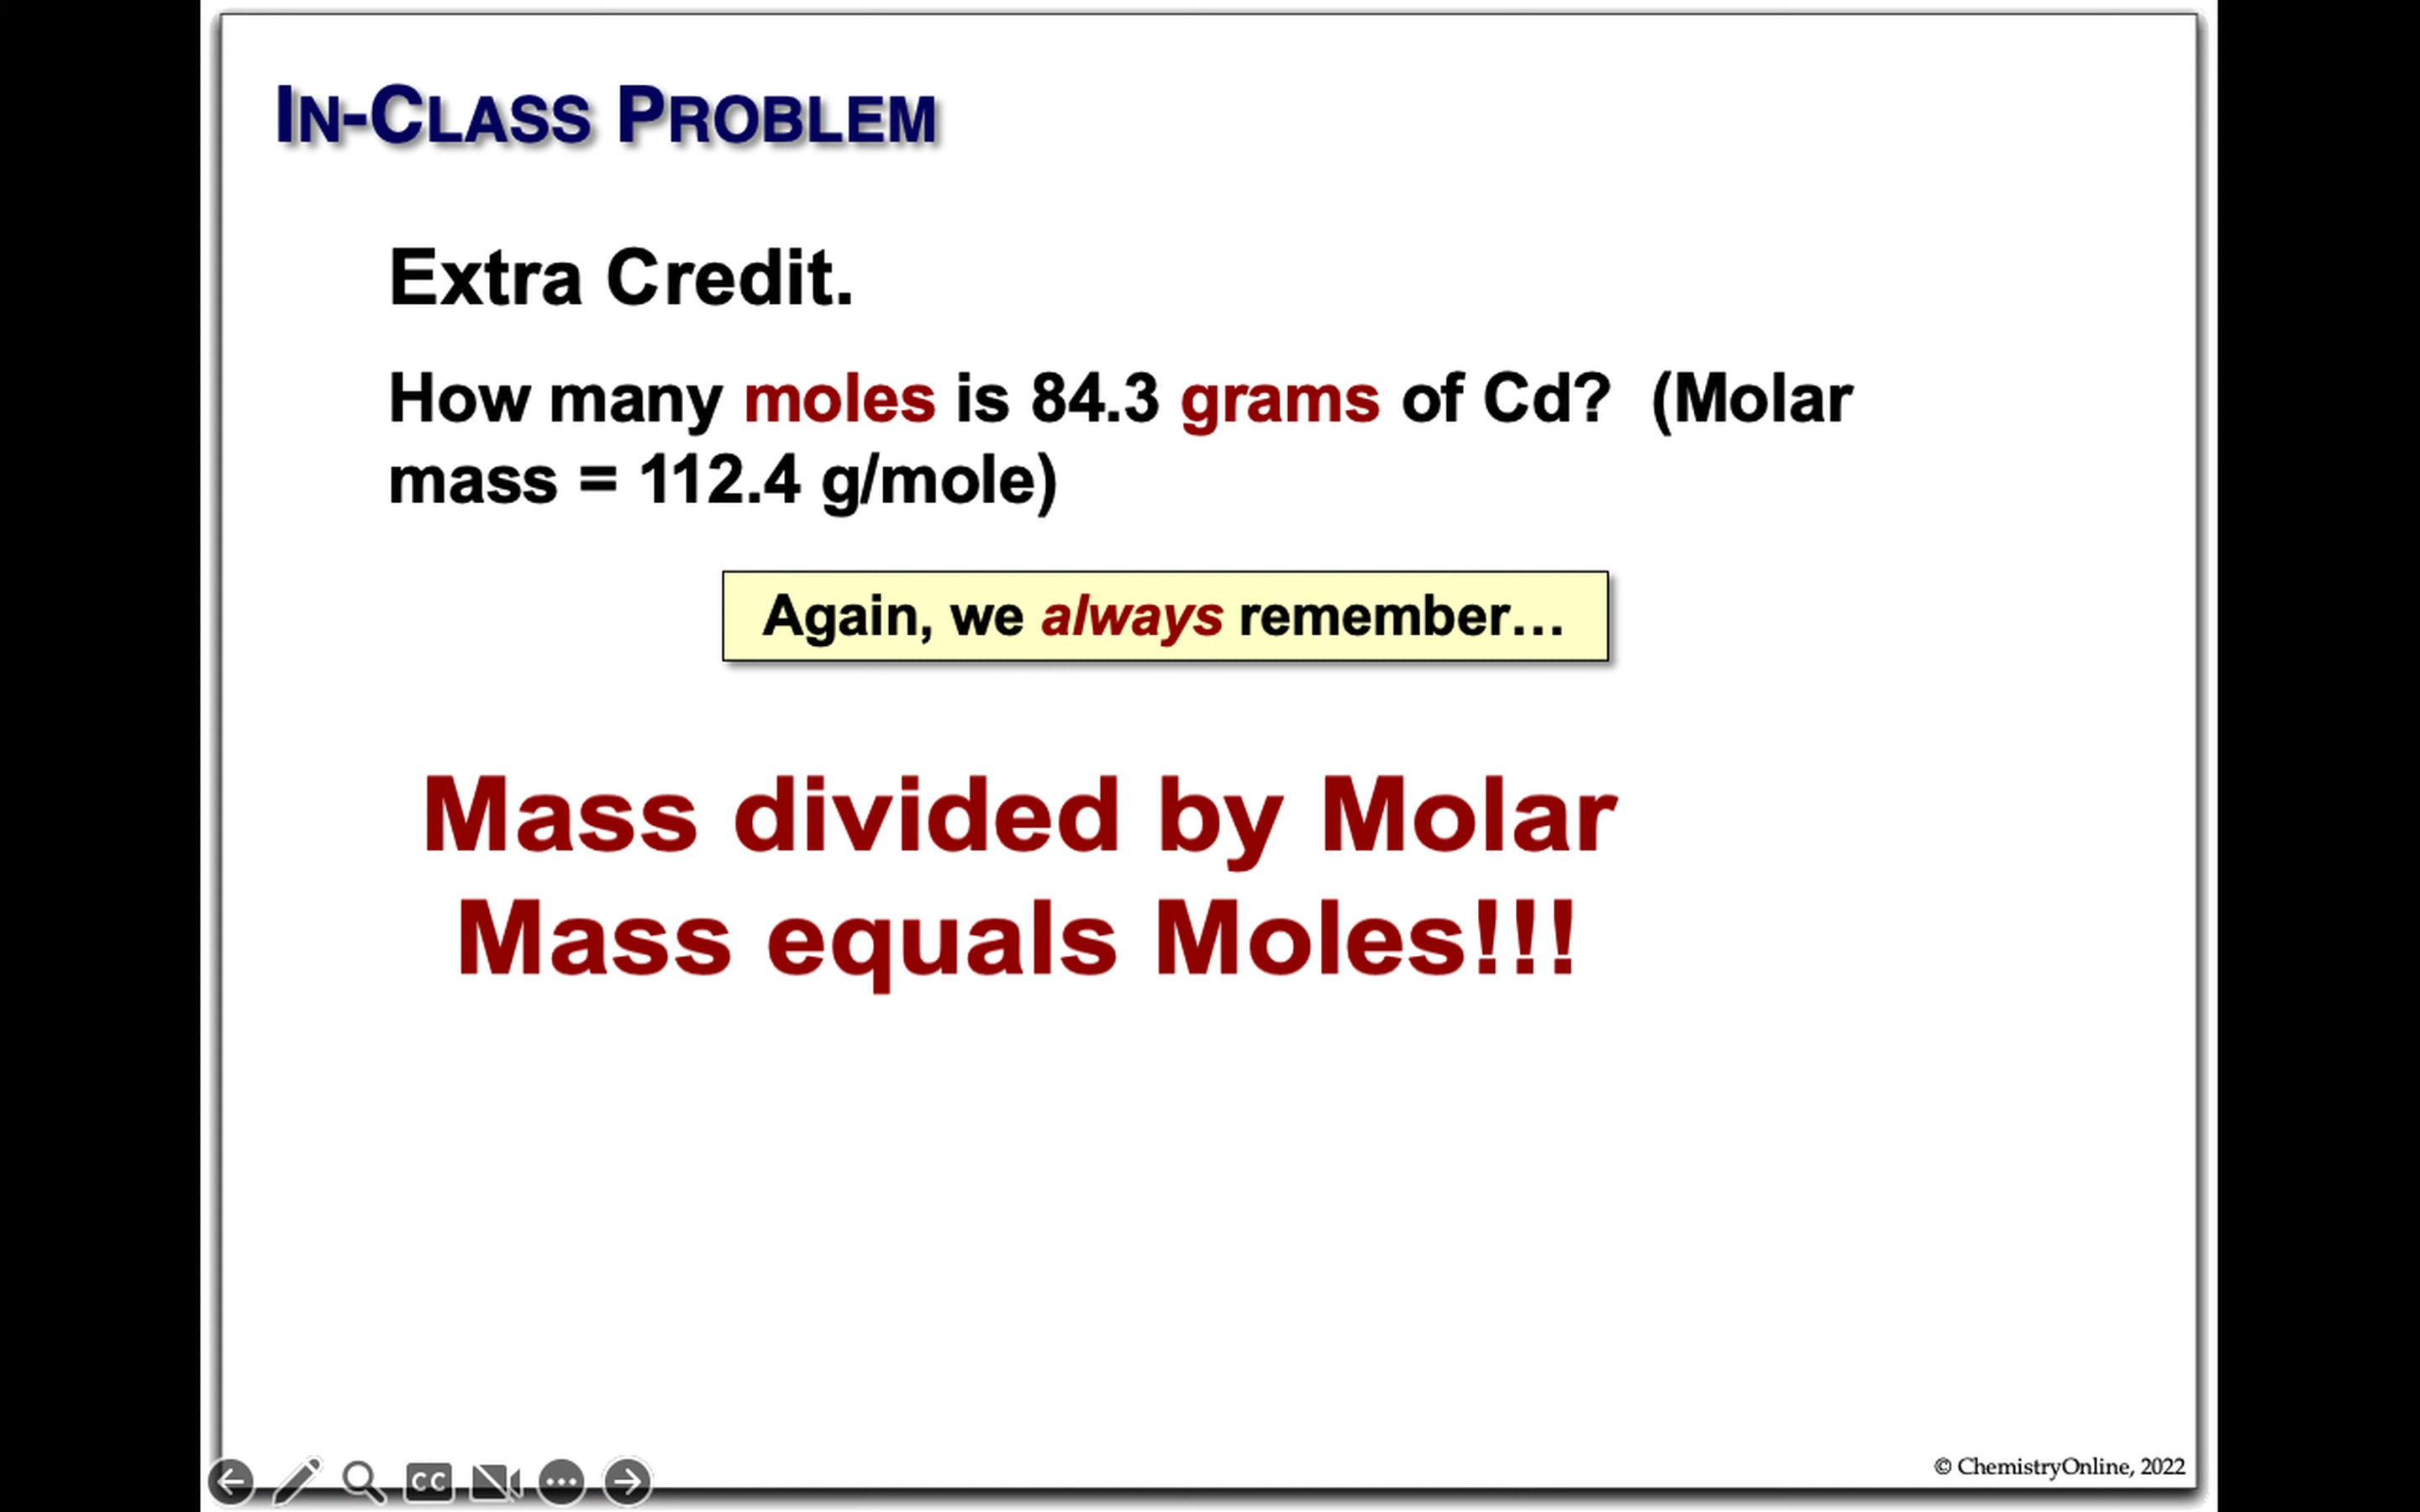 IN-CLASS PROBLEM
Extra Credit.
How many moles is 84.3 grams of Cd? (Molar
mass = 112.4 g/mole)
Again, we always remember...
Mass divided by Molar
Mass equals Moles!!!
CC
© ChemistryOnline, 2022